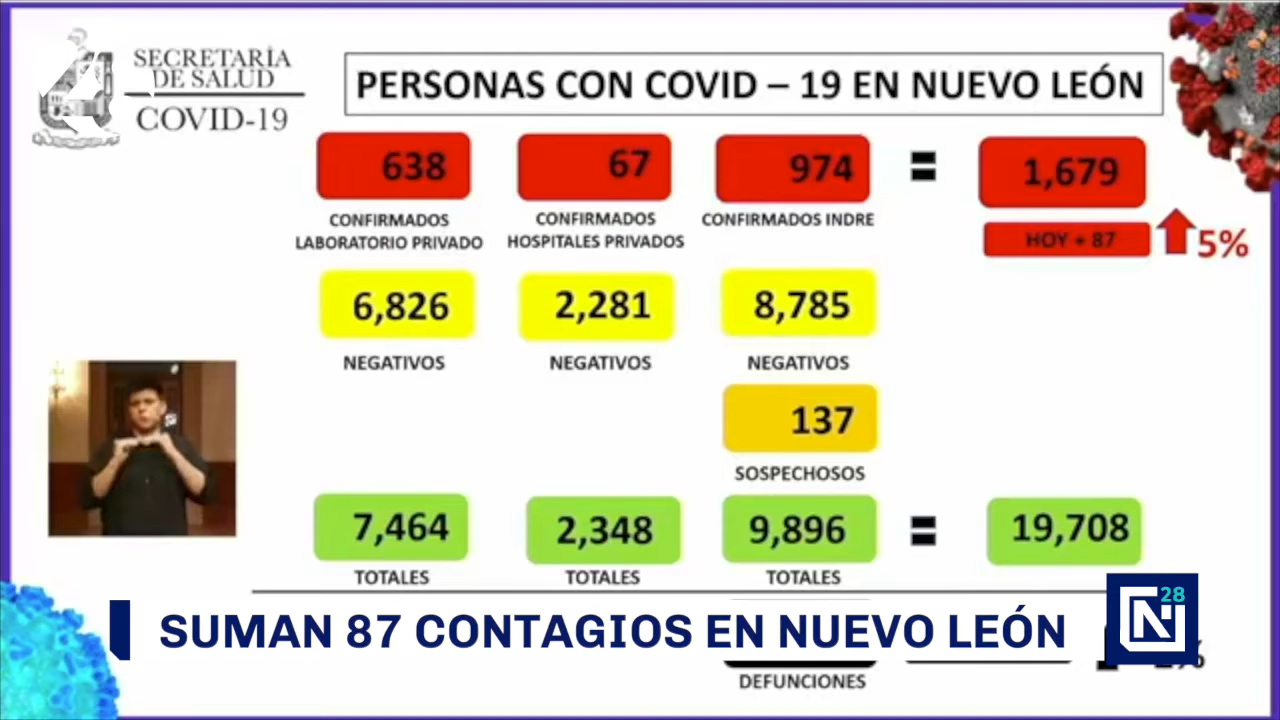 SECRETARÍA
DE SALUD
COVID-19
PERSONAS CON COVID – 19 EN NUEVO LEÓN
638
67
974
=
1,679
CONFIRMADOS
LABORATORIO PRIVADO
CONFIRMADOS
HOSPITALES PRIVADOS
CONFIRMADOS INDRE
HOY + 87
5%
6,826
2,281
8,785
NEGATIVOS
NEGATIVOS
NEGATIVOS
137
SOSPECHOSOS
7,464
2,348
9,896
=
19,708
TOTALES
TOTALES
TOTALES
SUMAN 87 CONTAGIOS EN NUEVO LEÓN
N 28
DEFUNCIONES